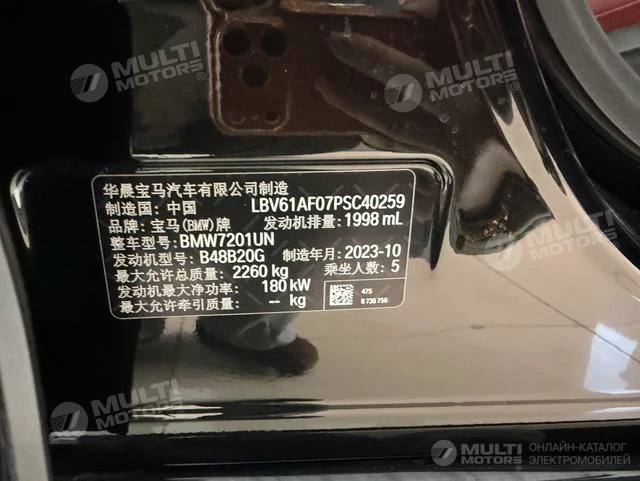 MULTI
MOTORS®
MULTI
MOTORS®
华晨宝马汽车有限公司制造
制造国: 中国 LBV61AF07PSC40259
品牌: 宝马(BMW)牌 发动机排量: 1998 mL
整车型号: BMW7201UN
发动机型号: B48B20G 制造年月: 2023-10
最大允许总质量: 2260 kg 乘坐人数: 5
发动机最大净功率: 180 kW
最大允许牵引质量: -- kg
475
8 738 756
MULTI
MOTORS®
MULTI
MOTORS®
MULTI
MOTORS®
ОНЛАЙН-КАТАЛОГ
ЭЛЕКТРОМОБИЛЕЙ